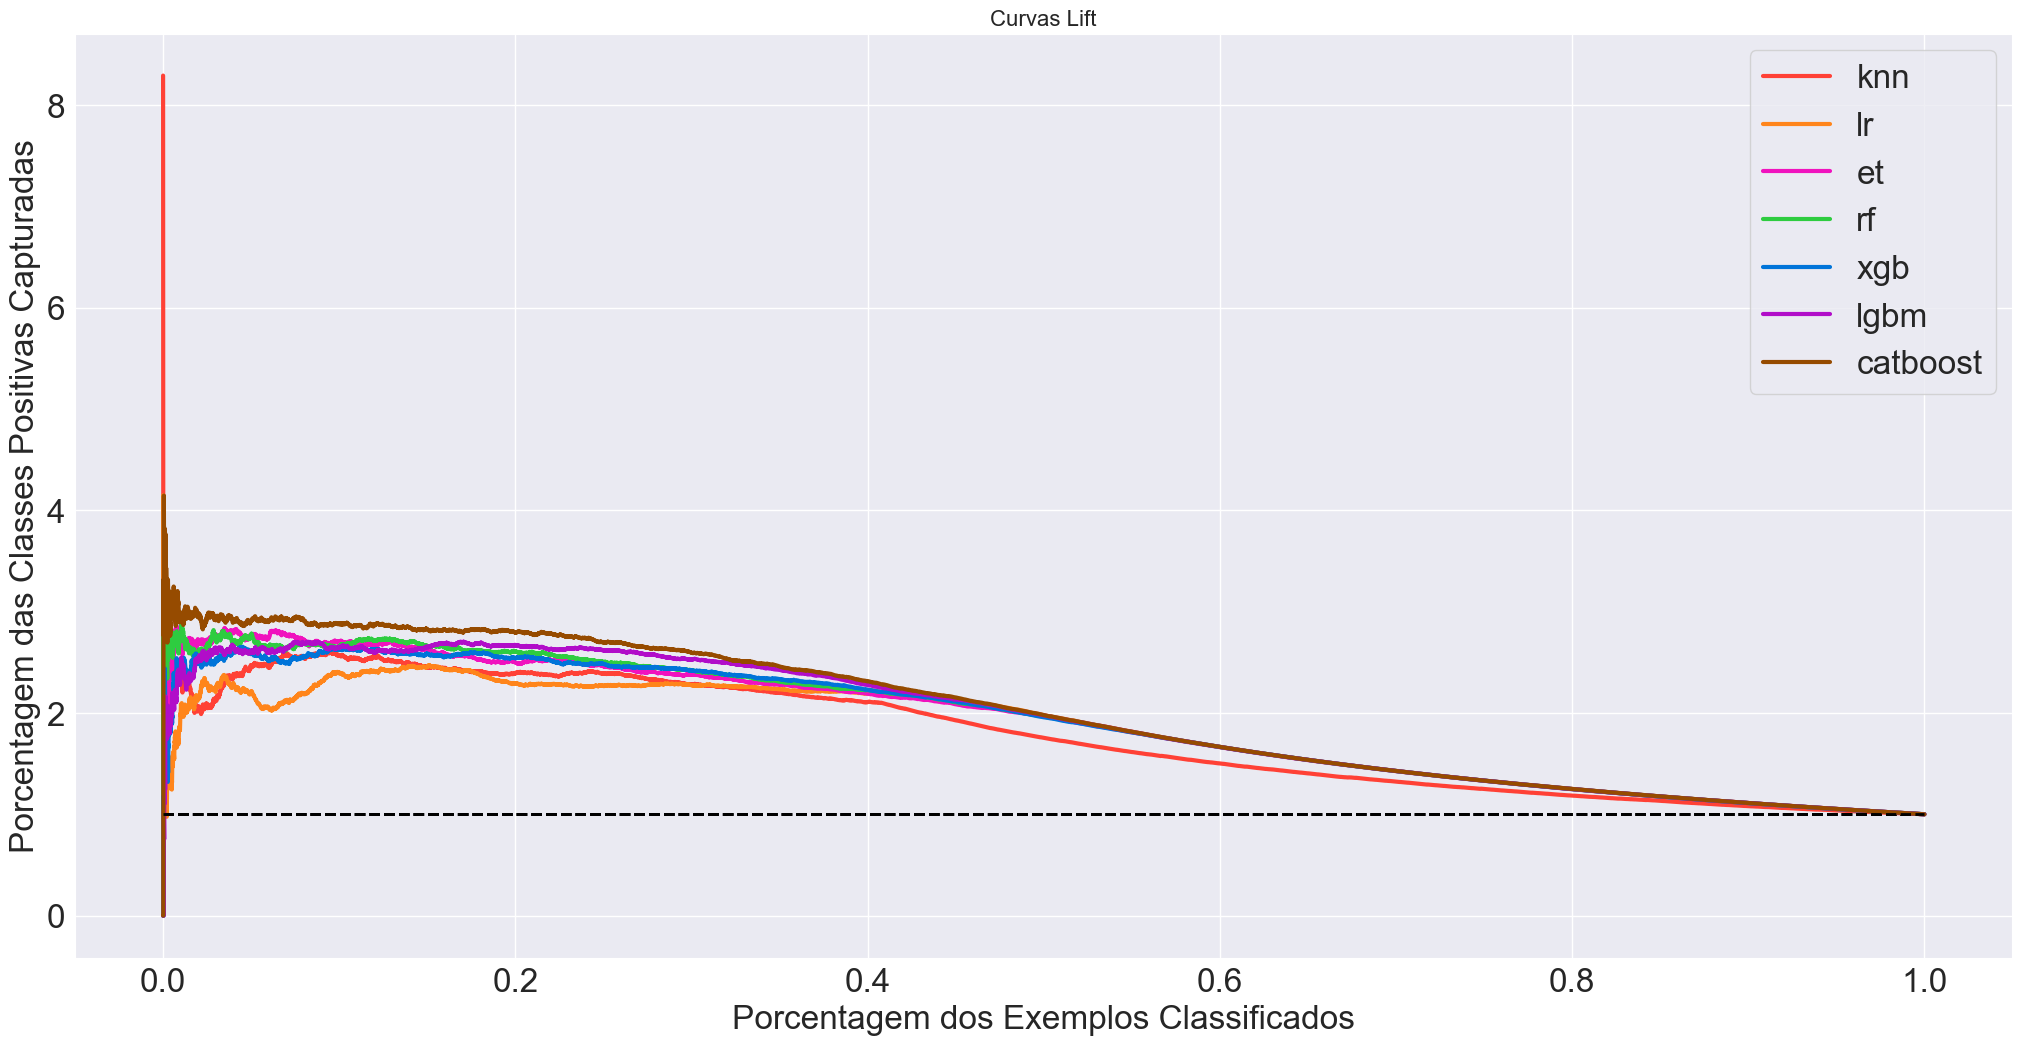 Curvas Lift
Porcentagem das Classes Positivas Capturadas
8
6
4
2
0
knn
lr
et
rf
xgb
lgbm
catboost
0.0 0.2 0.4 0.6 0.8 1.0
Porcentagem dos Exemplos Classificados